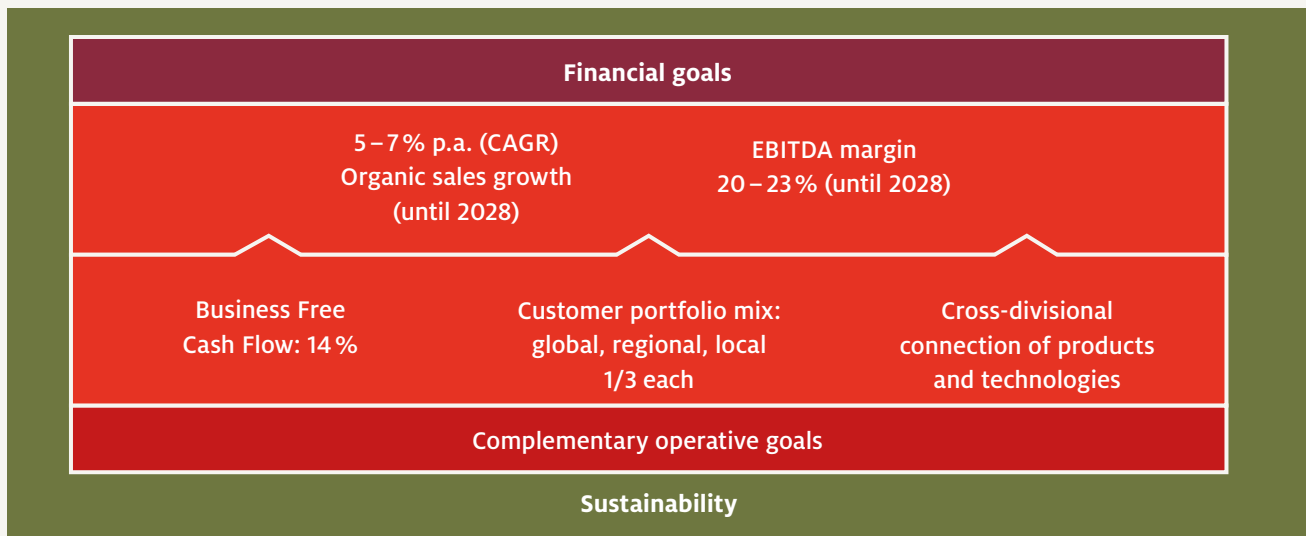 Financial goals
5 – 7 % p.a. (CAGR)
Organic sales growth
(until 2028)
EBITDA margin
20 – 23 % (until 2028)
Business Free
Cash Flow: 14 %
Customer portfolio mix:
global, regional, local
1/3 each
Cross-divisional
connection of products
and technologies
Complementary operative goals
Sustainability